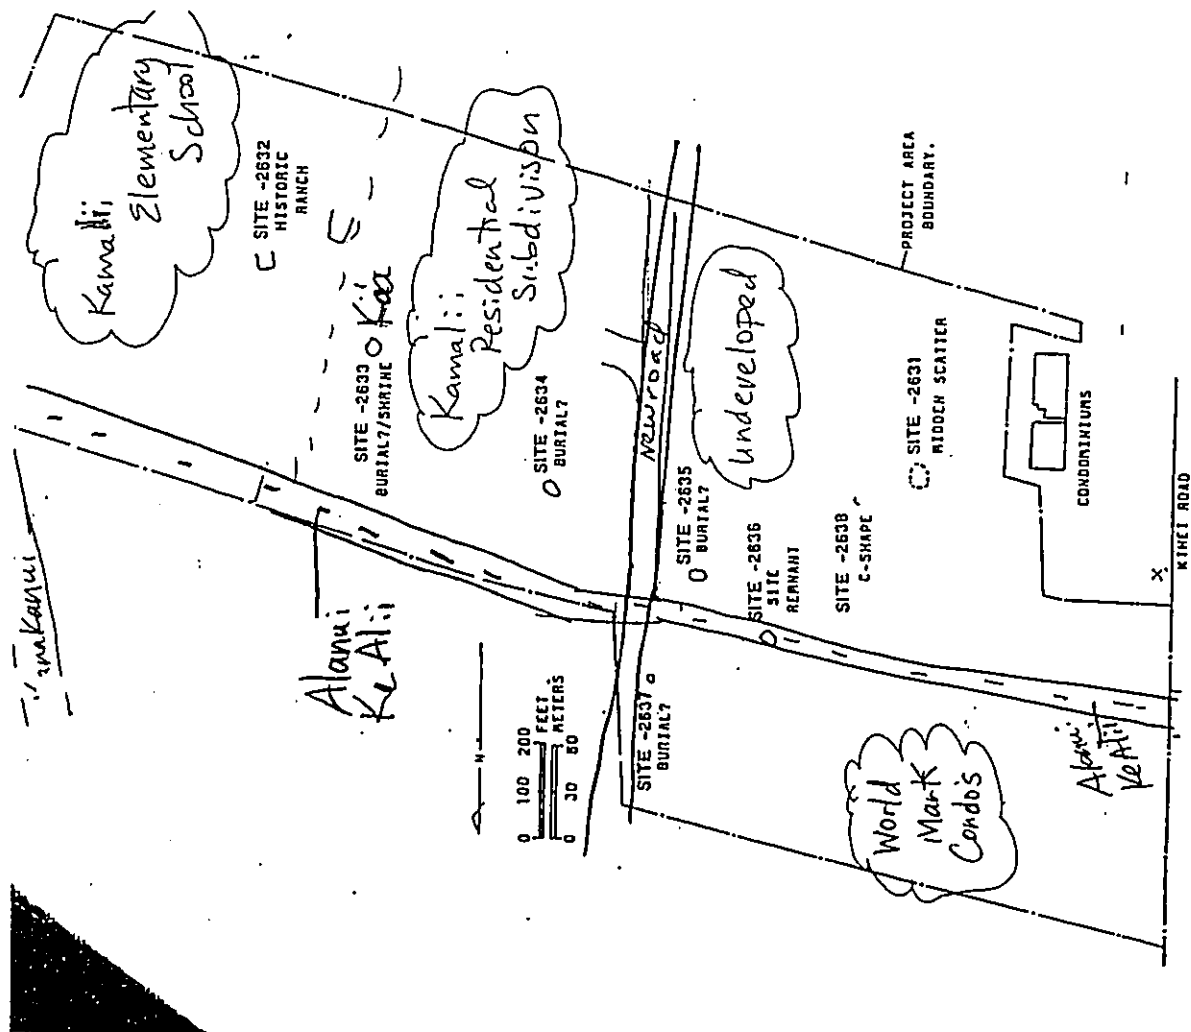 Kamalii
Elementary
School
SITE -2632
HISTORIC
RANCH
SITE -2633
BURIAL?/SHRINE
Koa
Kamalii
Residential
Subdivison
SITE -2634
BURIAL?
Alanui
Ke Alii
N
0 100 200
FEET
METERS
0 30 60
New road
SITE -2637
BURIAL?
SITE -2635
BURIAL?
undeveloped
SITE -2636
SITE
REMNANT
SITE -2638
C-SHAPE
SITE -2631
MIDDEN SCATTER
PROJECT AREA
BOUNDARY.
CONDOMINIUMS
World
Mark
Condo's
Alanui
Ke Alii
X
KIHEI ROAD